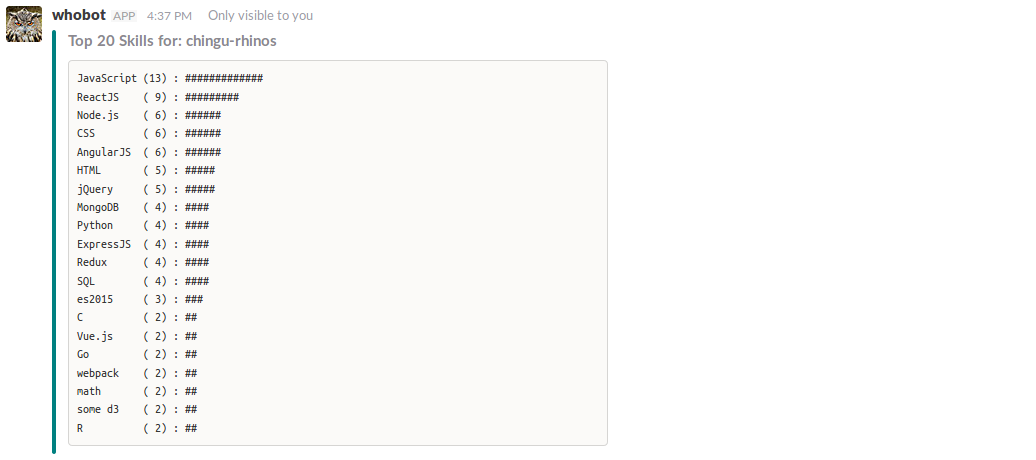 whobot APP 4:37 PM Only visible to you
Top 20 Skills for: chingu-rhinos
JavaScript (13) : #############
ReactJS    ( 9) : #########
Node.js    ( 6) : ######
CSS        ( 6) : ######
AngularJS  ( 6) : ######
HTML       ( 5) : #####
jQuery     ( 5) : #####
MongoDB    ( 4) : ####
Python     ( 4) : ####
ExpressJS  ( 4) : ####
Redux      ( 4) : ####
SQL        ( 4) : ####
es2015     ( 3) : ###
C          ( 2) : ##
Vue.js     ( 2) : ##
Go         ( 2) : ##
webpack    ( 2) : ##
math       ( 2) : ##
some d3    ( 2) : ##
R          ( 2) : ##